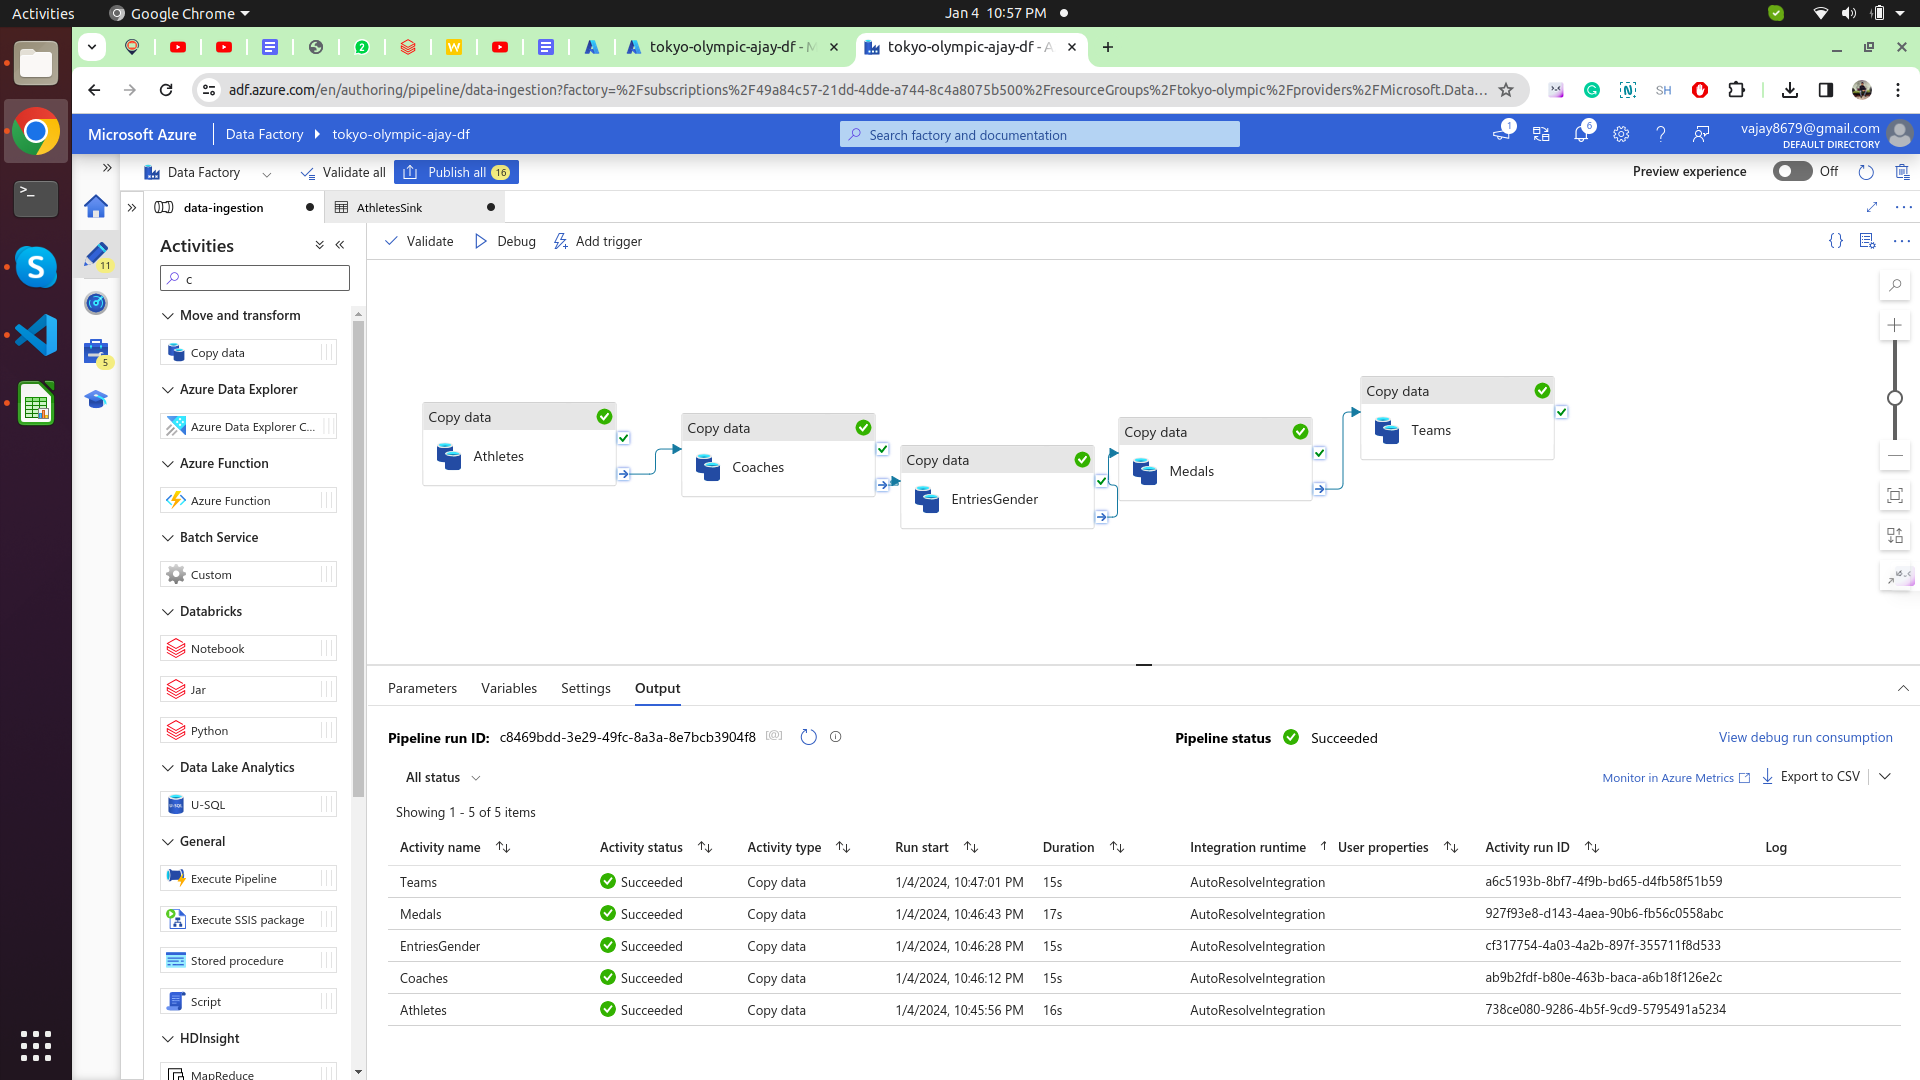 Activities
Google Chrome
Jan 4 10:57 PM
tokyo-olympic-ajay-df - M
tokyo-olympic-ajay-df - A
adf.azure.com/en/authoring/pipeline/data-ingestion?factory=%2Fsubscriptions%2F49a84c57-21dd-4dde-a744-8c4a8075b500%2FresourceGroups%2Ftokyo-olympic%2Fproviders%2FMicrosoft.Data...
SH
Microsoft Azure
Data Factory
tokyo-olympic-ajay-df
Search factory and documentation
1
6
vajay8679@gmail.com
DEFAULT DIRECTORY
Data Factory
Validate all
Publish all 16
Preview experience
Off
data-ingestion
AthletesSink
11
5
Activities
c
Validate
Debug
Add trigger
Move and transform
Copy data
Azure Data Explorer
Azure Data Explorer C...
Azure Function
Azure Function
Batch Service
Custom
Databricks
Notebook
Jar
Python
Data Lake Analytics
U-SQL
General
Execute Pipeline
Execute SSIS package
Stored procedure
Script
HDInsight
MapReduce
Copy data
Athletes
Copy data
Coaches
Copy data
EntriesGender
Copy data
Medals
Copy data
Teams
Parameters
Variables
Settings
Output
Pipeline run ID: c8469bdd-3e29-49fc-8a3a-8e7bcb3904f8
Pipeline status Succeeded
View debug run consumption
All status
Monitor in Azure Metrics
Export to CSV
Showing 1 - 5 of 5 items
Activity name Activity status Activity type Run start Duration Integration runtime User properties Activity run ID Log
Teams Succeeded Copy data 1/4/2024, 10:47:01 PM 15s AutoResolveIntegration a6c5193b-8bf7-4f9b-bd65-d4fb58f51b59
Medals Succeeded Copy data 1/4/2024, 10:46:43 PM 17s AutoResolveIntegration 927f93e8-d143-4aea-90b6-fb56c0558abc
EntriesGender Succeeded Copy data 1/4/2024, 10:46:28 PM 15s AutoResolveIntegration cf317754-4a03-4a2b-897f-355711f8d533
Coaches Succeeded Copy data 1/4/2024, 10:46:12 PM 15s AutoResolveIntegration ab9b2fdf-b80e-463b-baca-a6b18f126e2c
Athletes Succeeded Copy data 1/4/2024, 10:45:56 PM 16s AutoResolveIntegration 738ce080-9286-4b5f-9cd9-5795491a5234